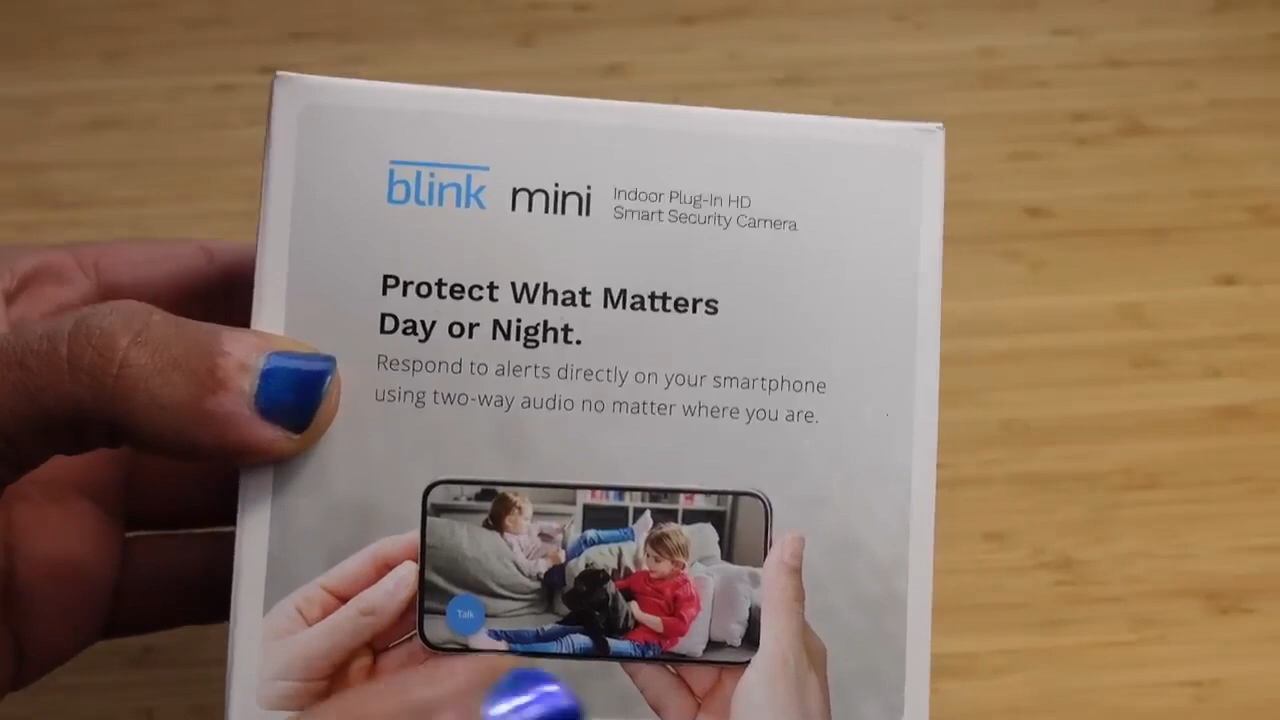 blink mini Indoor Plug-In HD
Smart Security Camera
Protect What Matters
Day or Night.
Respond to alerts directly on your smartphone
using two-way audio no matter where you are.
Talk